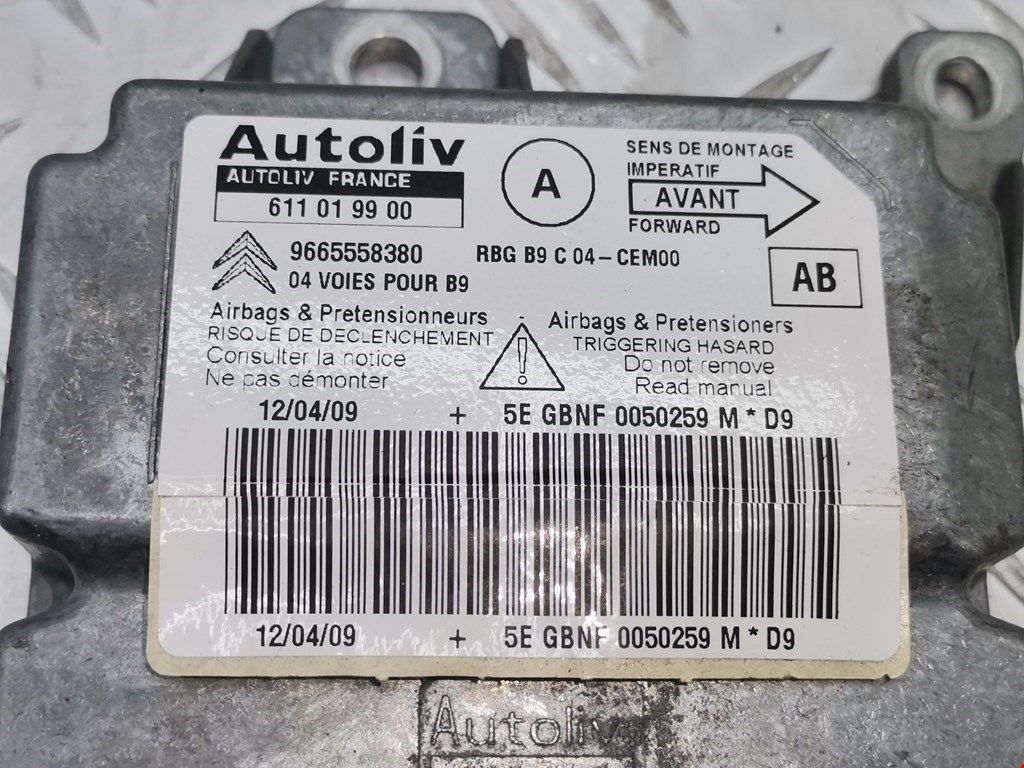 Autoliv
AUTOLIV FRANCE
611 01 99 00
A
SENS DE MONTAGE
IMPERATIF
AVANT
FORWARD
9665558380
RBG B9 C 04-CEM00
04 VOIES POUR B9
AB
Airbags & Pretensionneurs - Airbags & Pretensioners
RISQUE DE DECLENCHEMENT
TRIGGERING HASARD
Consulter la notice
Do not remove
Ne pas démonter
Read manual
12/04/09 + 5E GBNF 0050259 M * D9
12/04/09 + 5E GBNF 0050259 M * D9
Autoliv